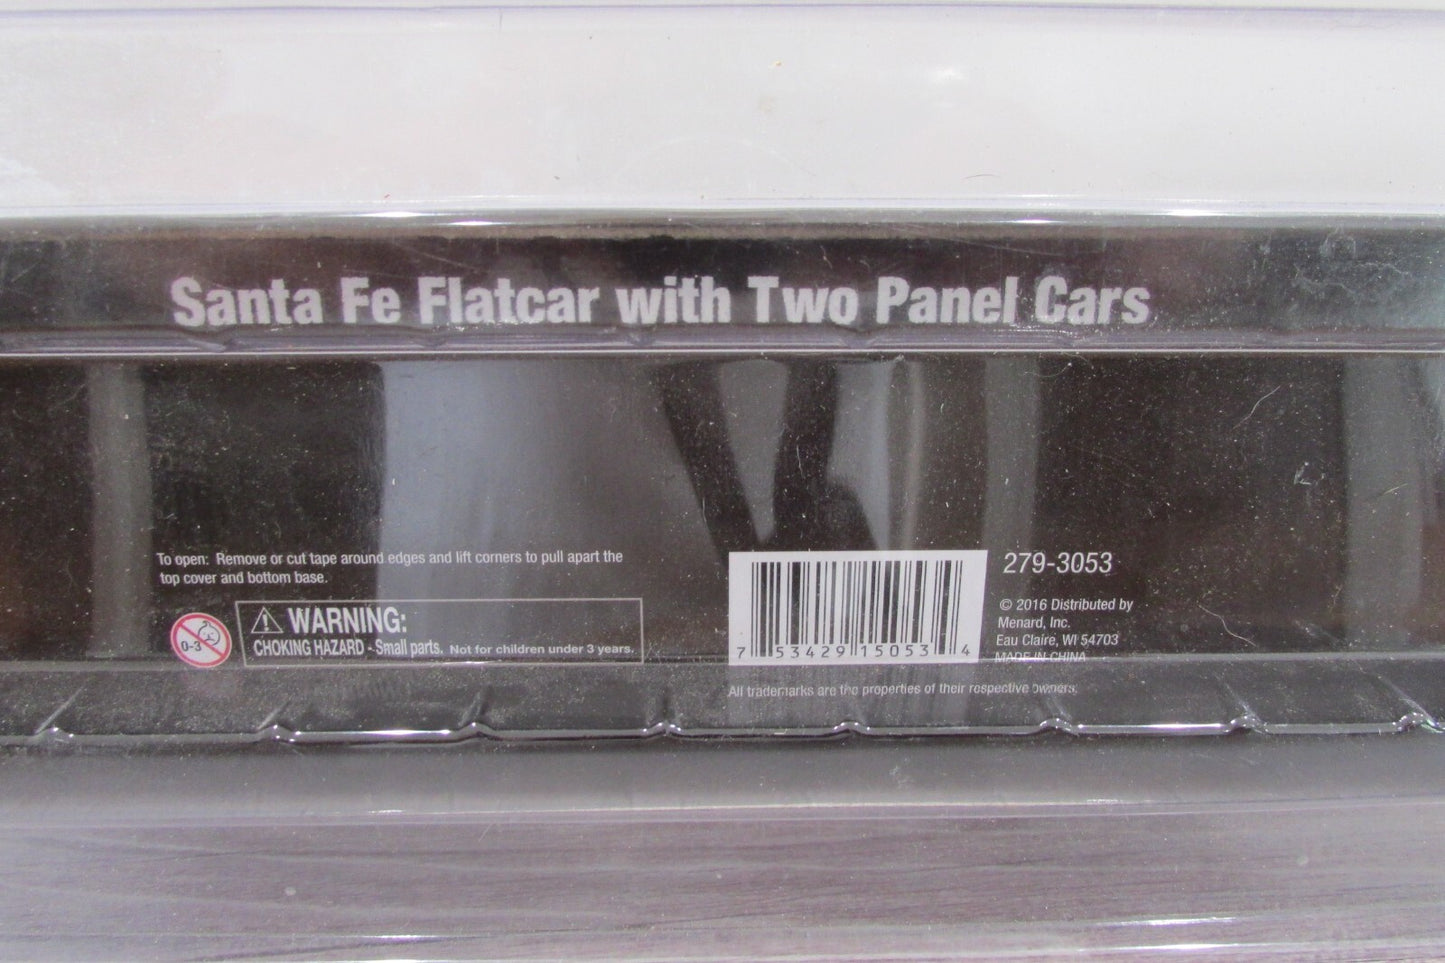 Santa Fe Flatcar with Two Panel Cars
To open: Remove or cut tape around edges and lift corners to pull apart the
top cover and bottom base.
0-3
WARNING:
CHOKING HAZARD - Small parts. Not for children under 3 years.
7 53429 15053 4
279-3053
© 2016 Distributed by
Menard, Inc.
Eau Claire, WI 54703
MADE IN CHINA
All trademarks are the properties of their respective owners.